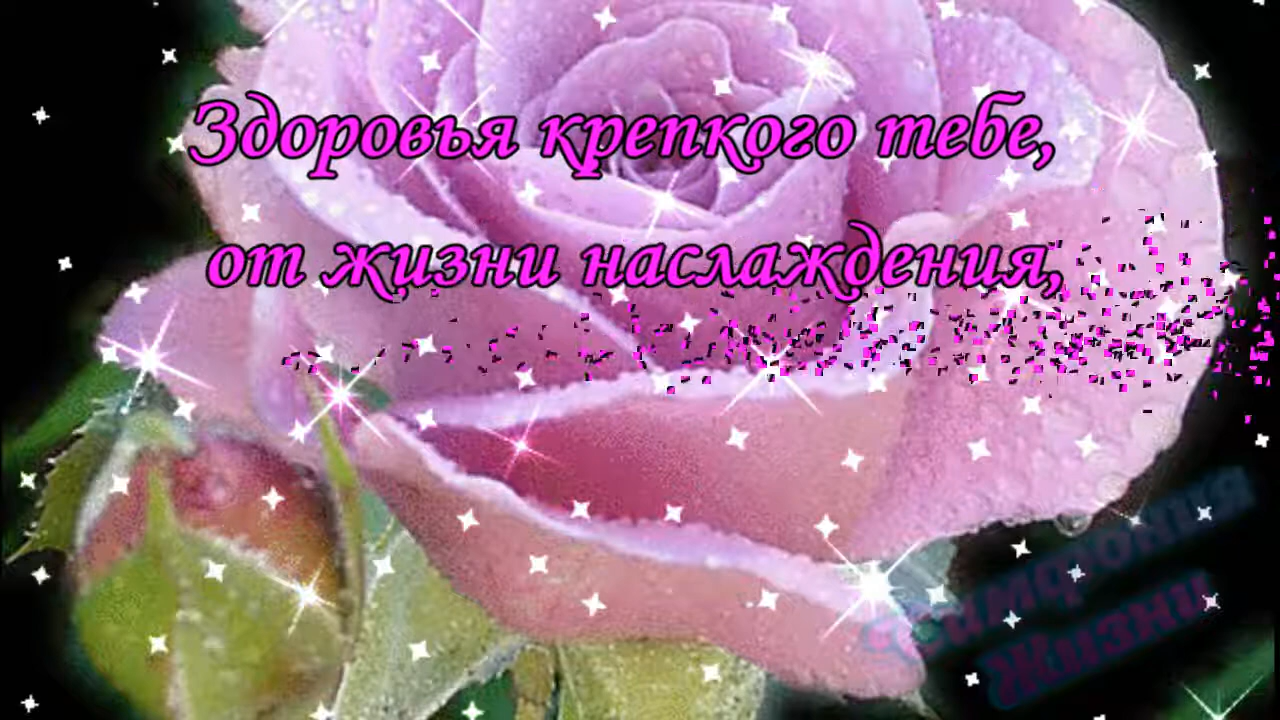 Здоровья крепкого тебе,
от жизни наслаждения,
Симфония
Жизни